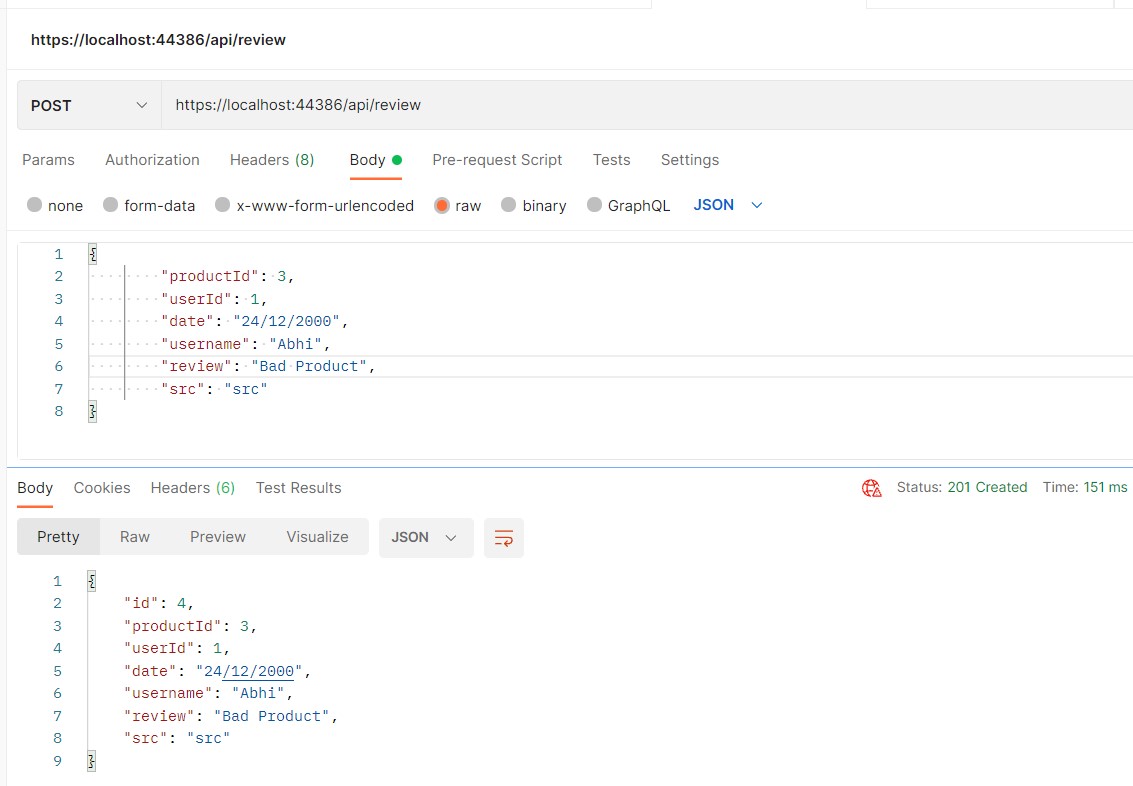 https://localhost:44386/api/review
POST https://localhost:44386/api/review
Params Authorization Headers (8) Body Pre-request Script Tests Settings
none form-data x-www-form-urlencoded raw binary GraphQL JSON
1 {
2 "productId": 3,
3 "userId": 1,
4 "date": "24/12/2000",
5 "username": "Abhi",
6 "review": "Bad Product",
7 "src": "src"
8 }
Body Cookies Headers (6) Test Results Status: 201 Created Time: 151 ms
Pretty Raw Preview Visualize JSON
1 {
2 "id": 4,
3 "productId": 3,
4 "userId": 1,
5 "date": "24/12/2000",
6 "username": "Abhi",
7 "review": "Bad Product",
8 "src": "src"
9 }